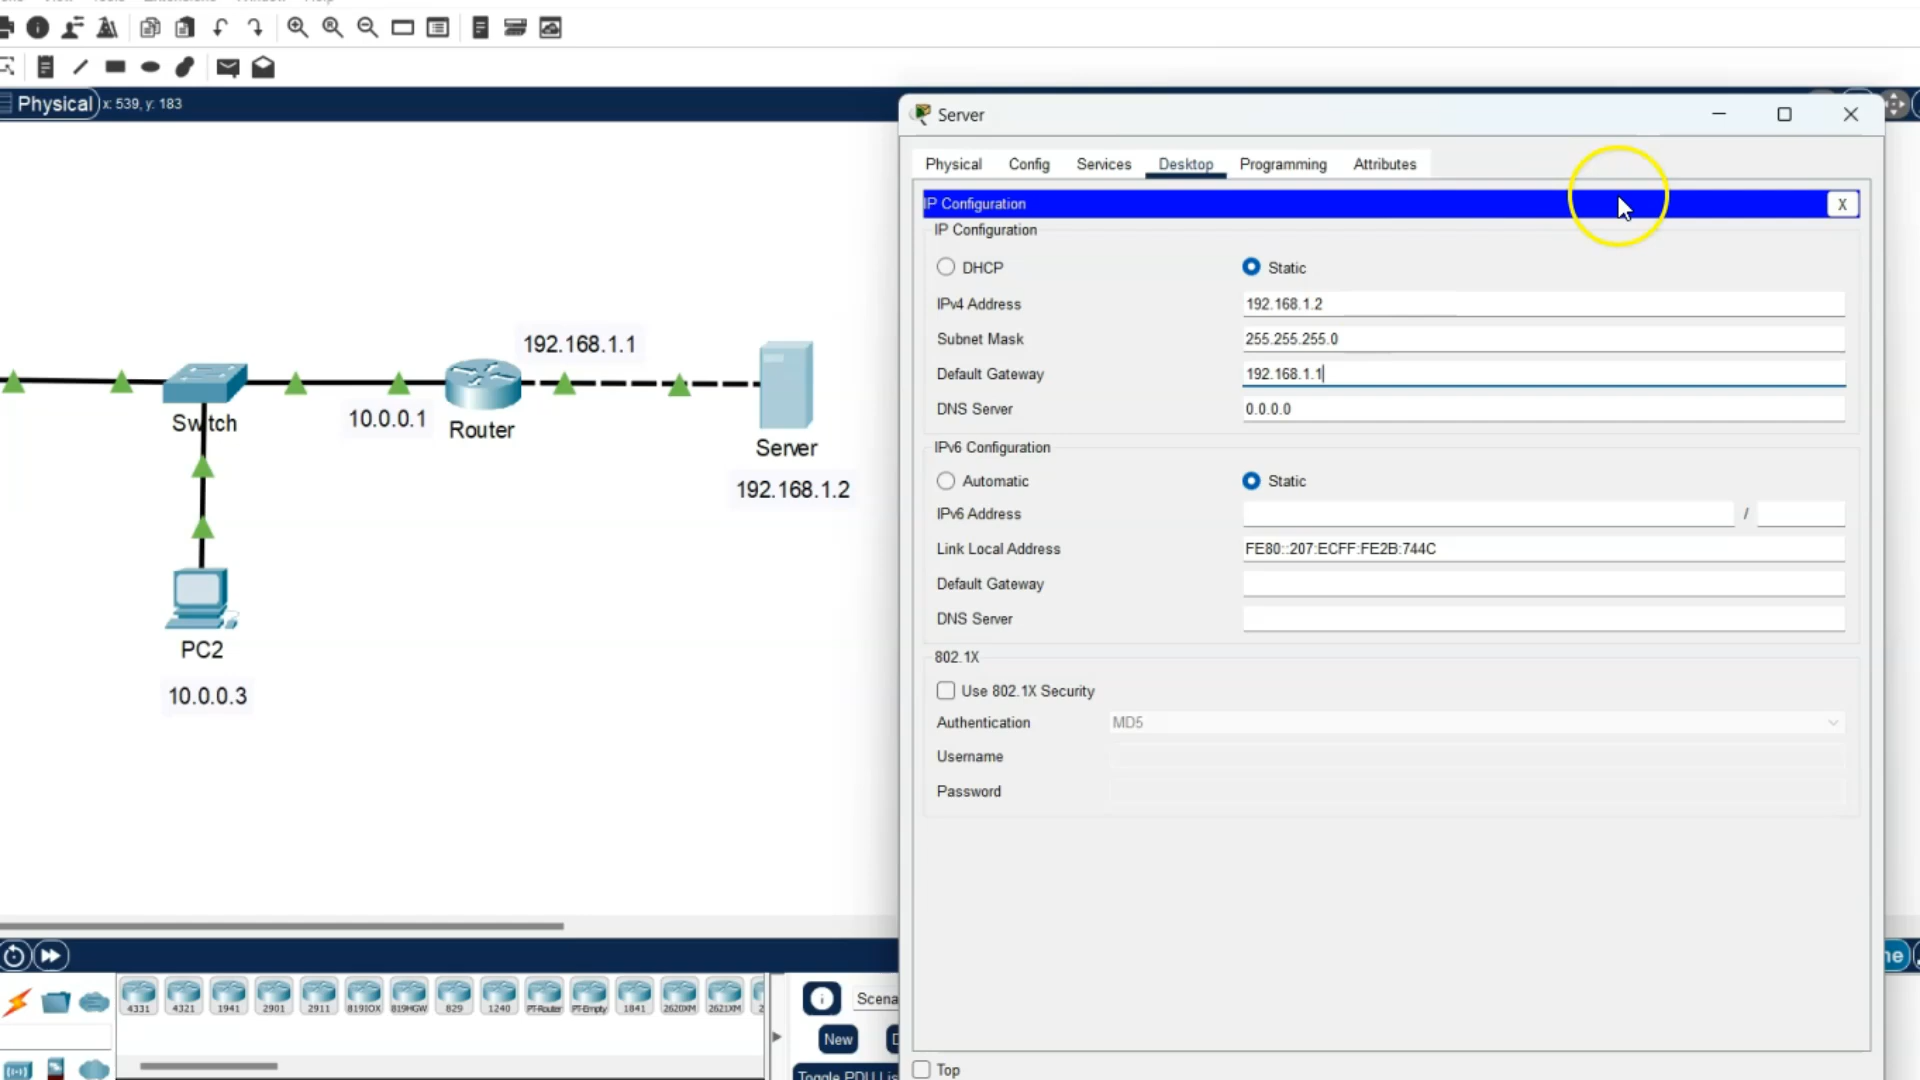 Physical x: 539, y: 183
Server
Physical Config Services Desktop Programming Attributes
IP Configuration X
IP Configuration
DHCP Static
IPv4 Address 192.168.1.2
Subnet Mask 255.255.255.0
Default Gateway 192.168.1.1
DNS Server 0.0.0.0
IPv6 Configuration
Automatic Static
IPv6 Address /
Link Local Address FE80::207:ECFF:FE2B:744C
Default Gateway
DNS Server
802.1X
Use 802.1X Security
Authentication MD5
Username
Password
Top
192.168.1.1
Switch
10.0.0.1
Router
Server
192.168.1.2
PC2
10.0.0.3
4331 4321 1941 2901 2911 819IOX 819HGW 829 1240 PT-Router PT-Empty 1841 2620XM 2621XM 2
Scena
New
Toggle PDU Lis
ne